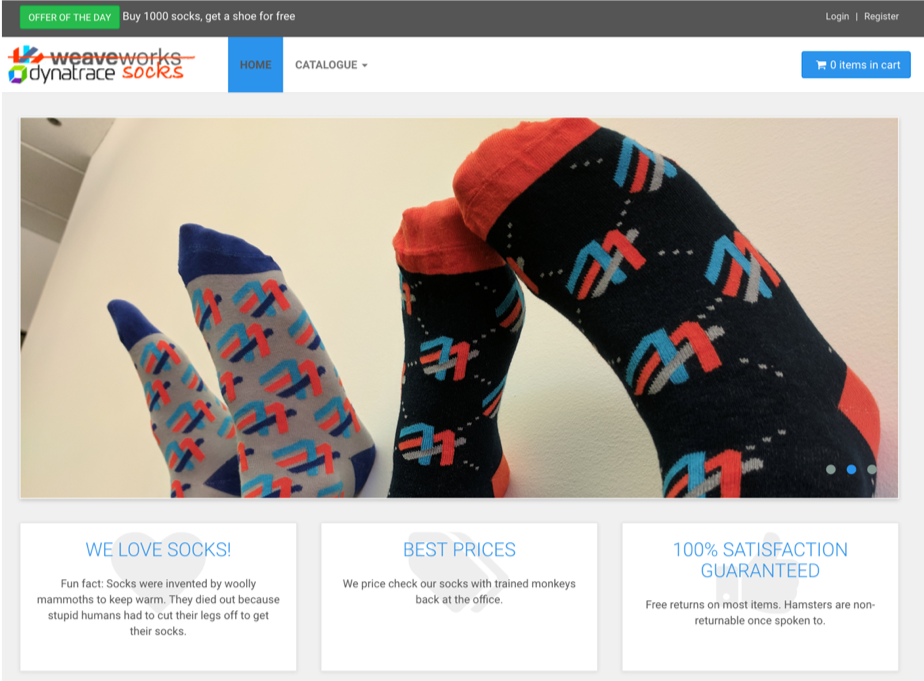 OFFER OF THE DAY Buy 1000 socks, get a shoe for free
Login | Register
weaveworks
dynatrace socks
HOME
CATALOGUE
0 items in cart
WE LOVE SOCKS!
Fun fact: Socks were invented by woolly
mammoths to keep warm. They died out because
stupid humans had to cut their legs off to get
their socks.
BEST PRICES
We price check our socks with trained monkeys
back at the office.
100% SATISFACTION
GUARANTEED
Free returns on most items. Hamsters are non-
returnable once spoken to.